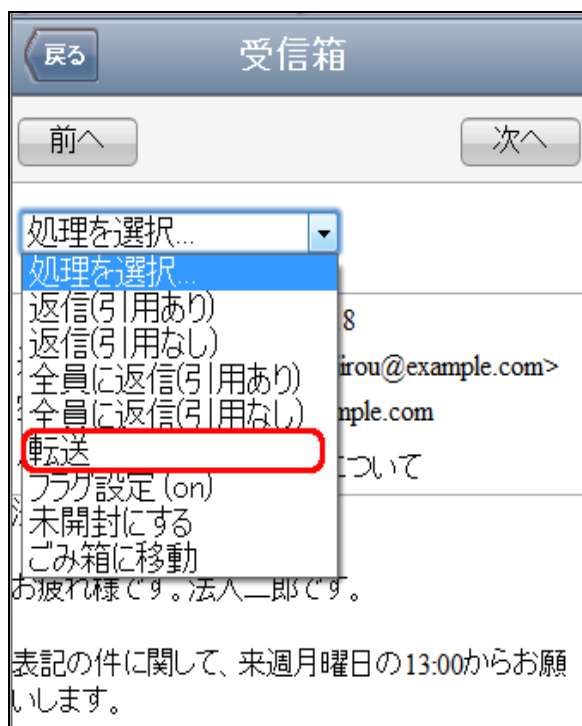 戻る 受信箱
前へ 次へ
処理を選択...
処理を選択...
返信(引用あり)
8
返信(引用なし)
全員に返信(引用あり)
irou@example.com>
全員に返信(引用なし)
mple.com
転送
について
フラグ設定 (on)
未開封にする
ごみ箱に移動
お疲れ様です。法人二郎です。
表記の件に関して、来週月曜日の13:00からお願
いします。